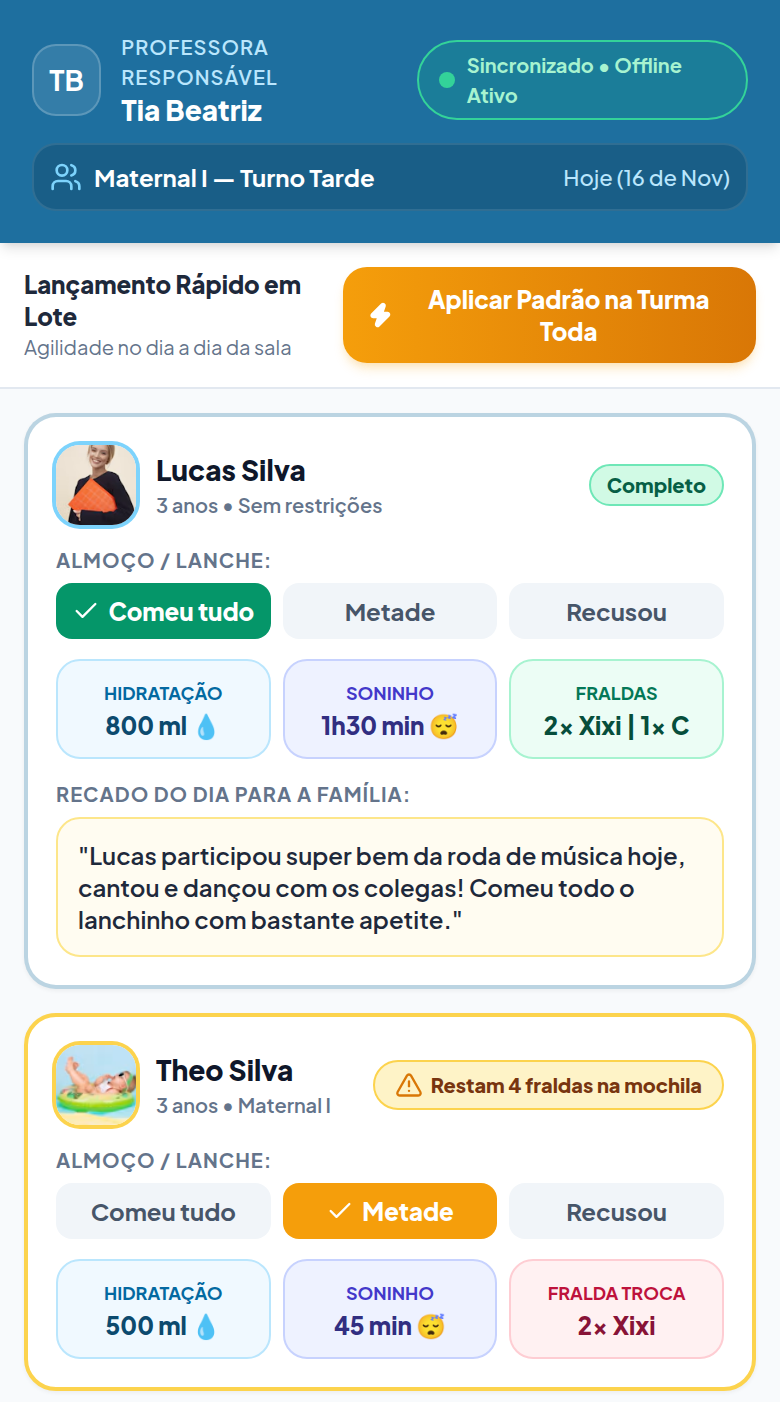 TB
PROFESSORA
RESPONSÁVEL
Tia Beatriz
Sincronizado • Offline
Ativo
Maternal I — Turno Tarde
Hoje (16 de Nov)
Lançamento Rápido em
Lote
Agilidade no dia a dia da sala
Aplicar Padrão na Turma
Toda
Lucas Silva
3 anos • Sem restrições
Completo
ALMOÇO / LANCHE:
Comeu tudo
Metade
Recusou
HIDRATAÇÃO
800 ml 💧
SONINHO
1h30 min 😴
FRALDAS
2× Xixi | 1× C
RECADO DO DIA PARA A FAMÍLIA:
"Lucas participou super bem da roda de música hoje,
cantou e dançou com os colegas! Comeu todo o
lanchinho com bastante apetite."
Theo Silva
3 anos • Maternal I
Restam 4 fraldas na mochila
ALMOÇO / LANCHE:
Comeu tudo
Metade
Recusou
HIDRATAÇÃO
500 ml 💧
SONINHO
45 min 😴
FRALDA TROCA
2× Xixi